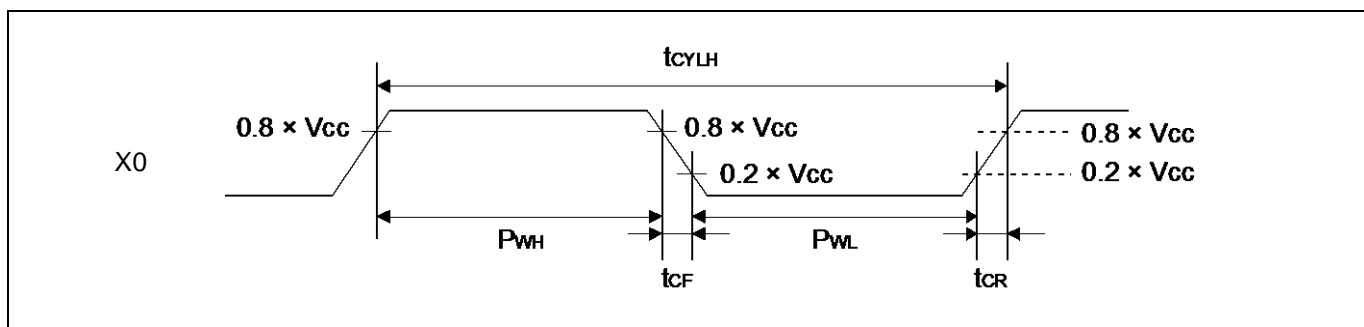 tCYLH
0.8 × Vcc
0.8 × Vcc
0.8 × Vcc
X0
0.2 × Vcc
0.2 × Vcc
PWH
PWL
tCF
tCR